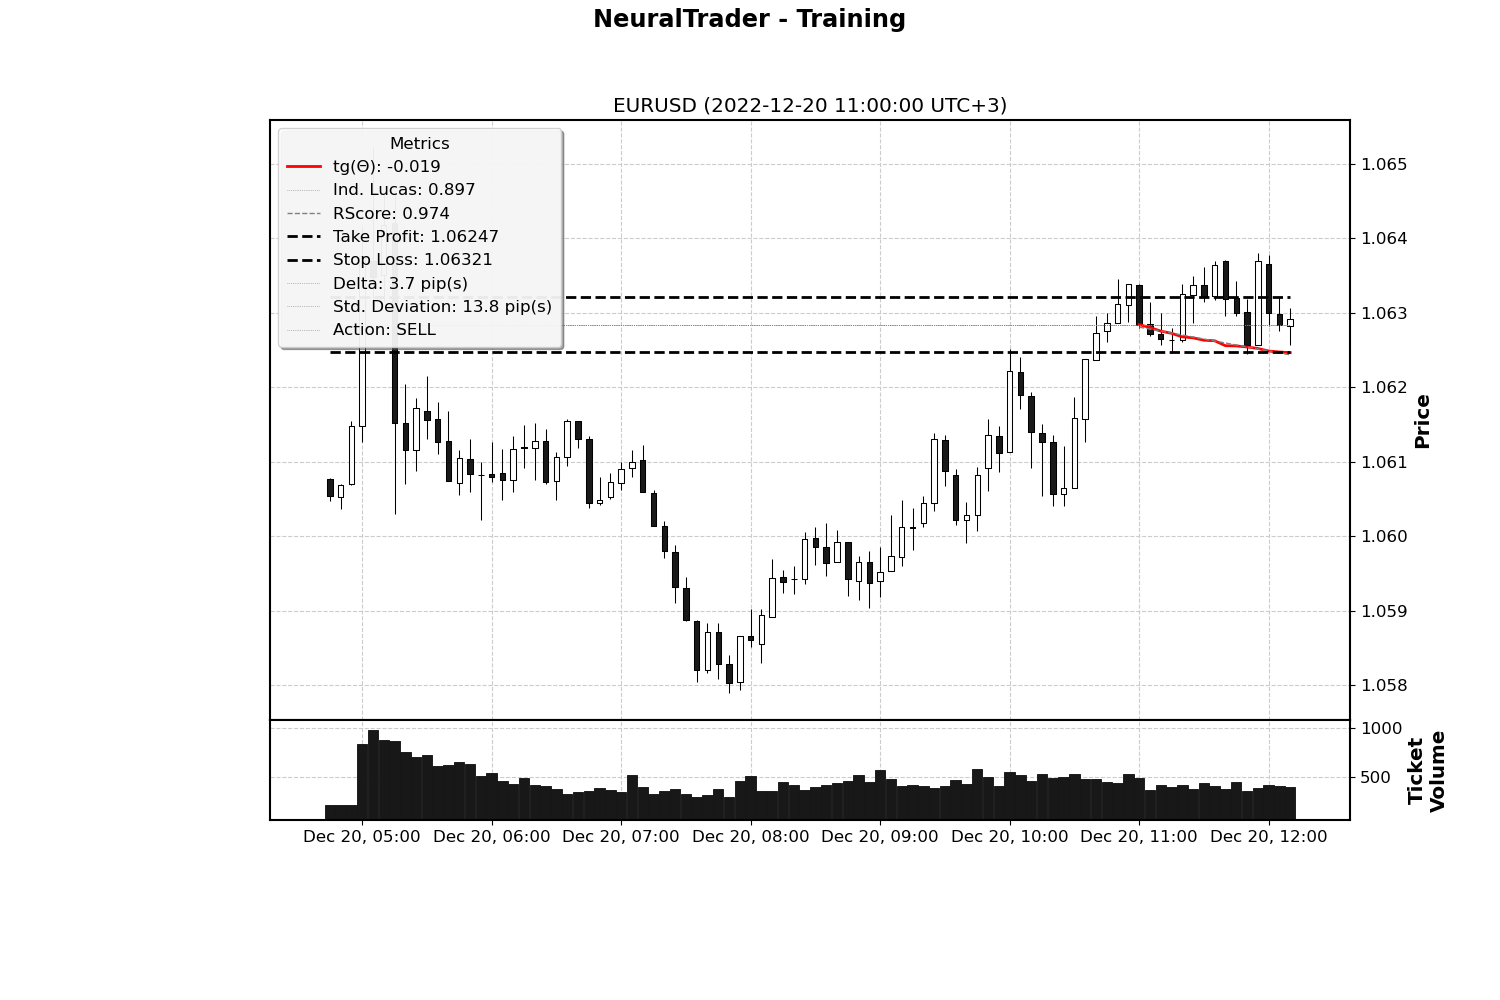 NeuralTrader - Training
EURUSD (2022-12-20 11:00:00 UTC+3)
Metrics
tg(Θ): -0.019
Ind. Lucas: 0.897
RScore: 0.974
Take Profit: 1.06247
Stop Loss: 1.06321
Delta: 3.7 pip(s)
Std. Deviation: 13.8 pip(s)
Action: SELL
1.065
1.064
1.063
1.062
1.061
1.060
1.059
1.058
Price
1000
500
Ticket
Volume
Dec 20, 05:00 Dec 20, 06:00 Dec 20, 07:00 Dec 20, 08:00 Dec 20, 09:00 Dec 20, 10:00 Dec 20, 11:00 Dec 20, 12:00